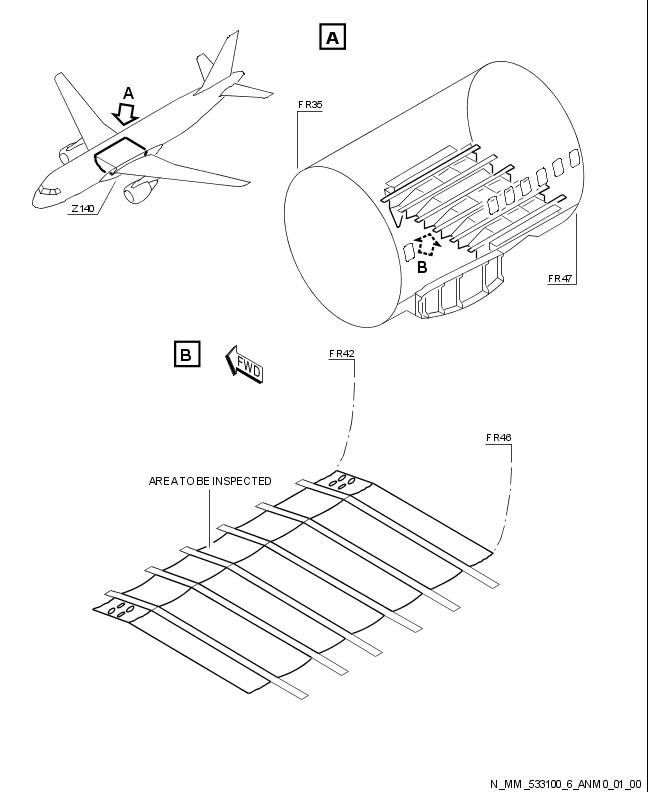 A
A
FR35
Z140
B
FR47
B
FWD
FR42
FR46
AREA TO BE INSPECTED
N_MM_533100_6_ANM0_01_00